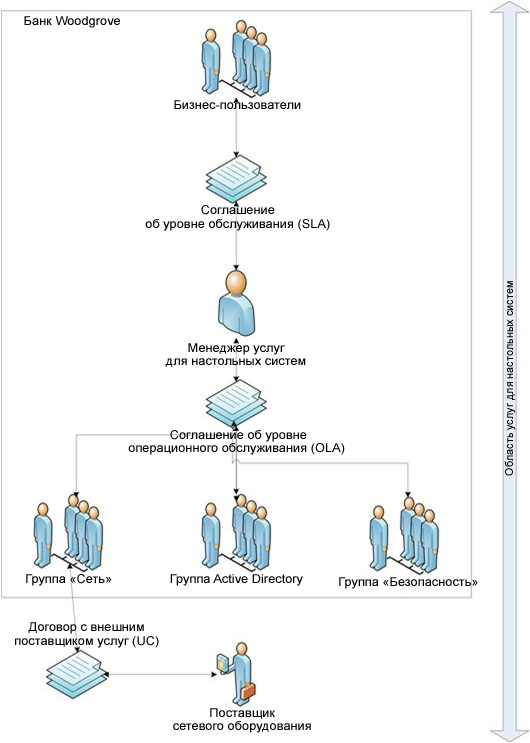 Банк Woodgrove
Бизнес-пользователи
Соглашение
об уровне обслуживания (SLA)
Менеджер услуг
для настольных систем
Соглашение об уровне
операционного обслуживания (OLA)
Группа «Сеть»
Группа Active Directory
Группа «Безопасность»
Договор с внешним
поставщиком услуг (UC)
Поставщик
сетевого оборудования
Область услуг для настольных систем